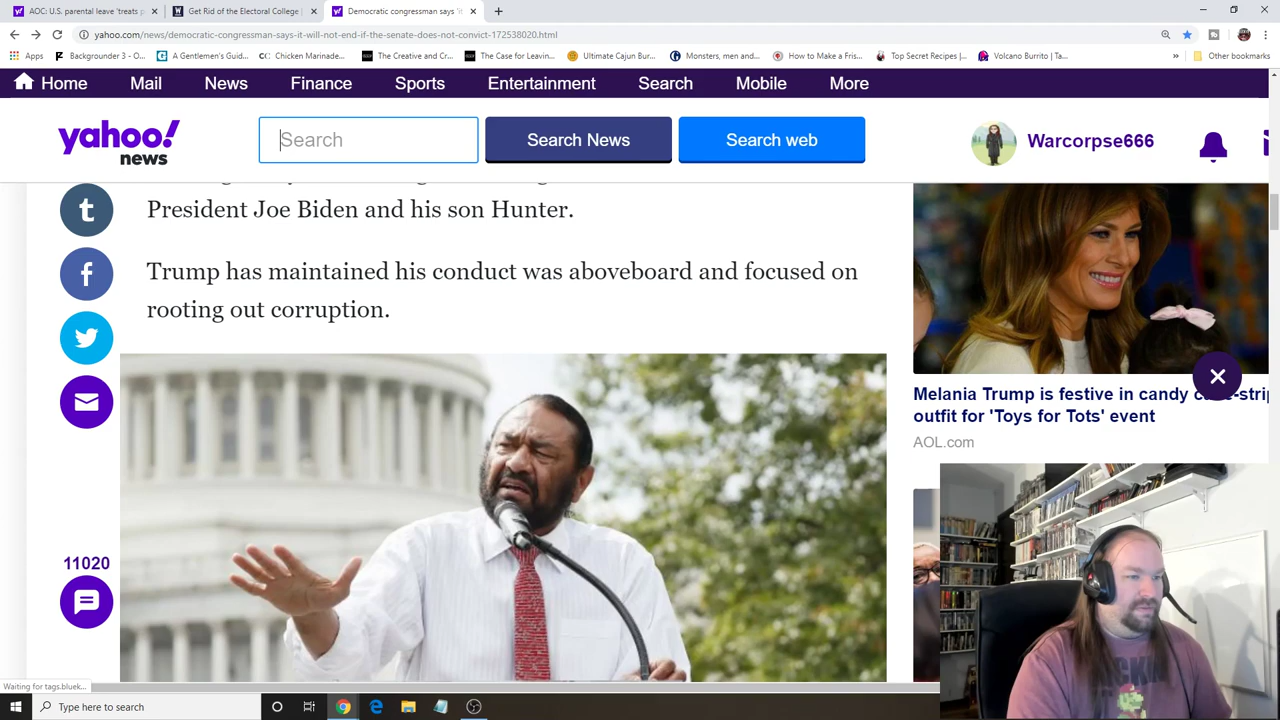 AOC: U.S. parental leave 'treats p
Get Rid of the Electoral College |
Democratic congressman says 'it
yahoo.com/news/democratic-congressman-says-it-will-not-end-if-the-senate-does-not-convict-172538020.html
Apps
Backgrounder 3 - O...
A Gentlemen's Guid...
Chicken Marinade...
The Creative and Cr...
The Case for Leavin...
Ultimate Cajun Bur...
Monsters, men and...
How to Make a Fris...
Top Secret Recipes |...
Volcano Burrito | Ta...
»
Other bookmarks
Home
Mail
News
Finance
Sports
Entertainment
Search
Mobile
More
yahoo!
news
Search
Search News
Search web
Warcorpse666
President Joe Biden and his son Hunter.
Trump has maintained his conduct was aboveboard and focused on
rooting out corruption.
Melania Trump is festive in candy
outfit for 'Toys for Tots' event
AOL.com
11020
Waiting for tags.bluek...
Type here to search